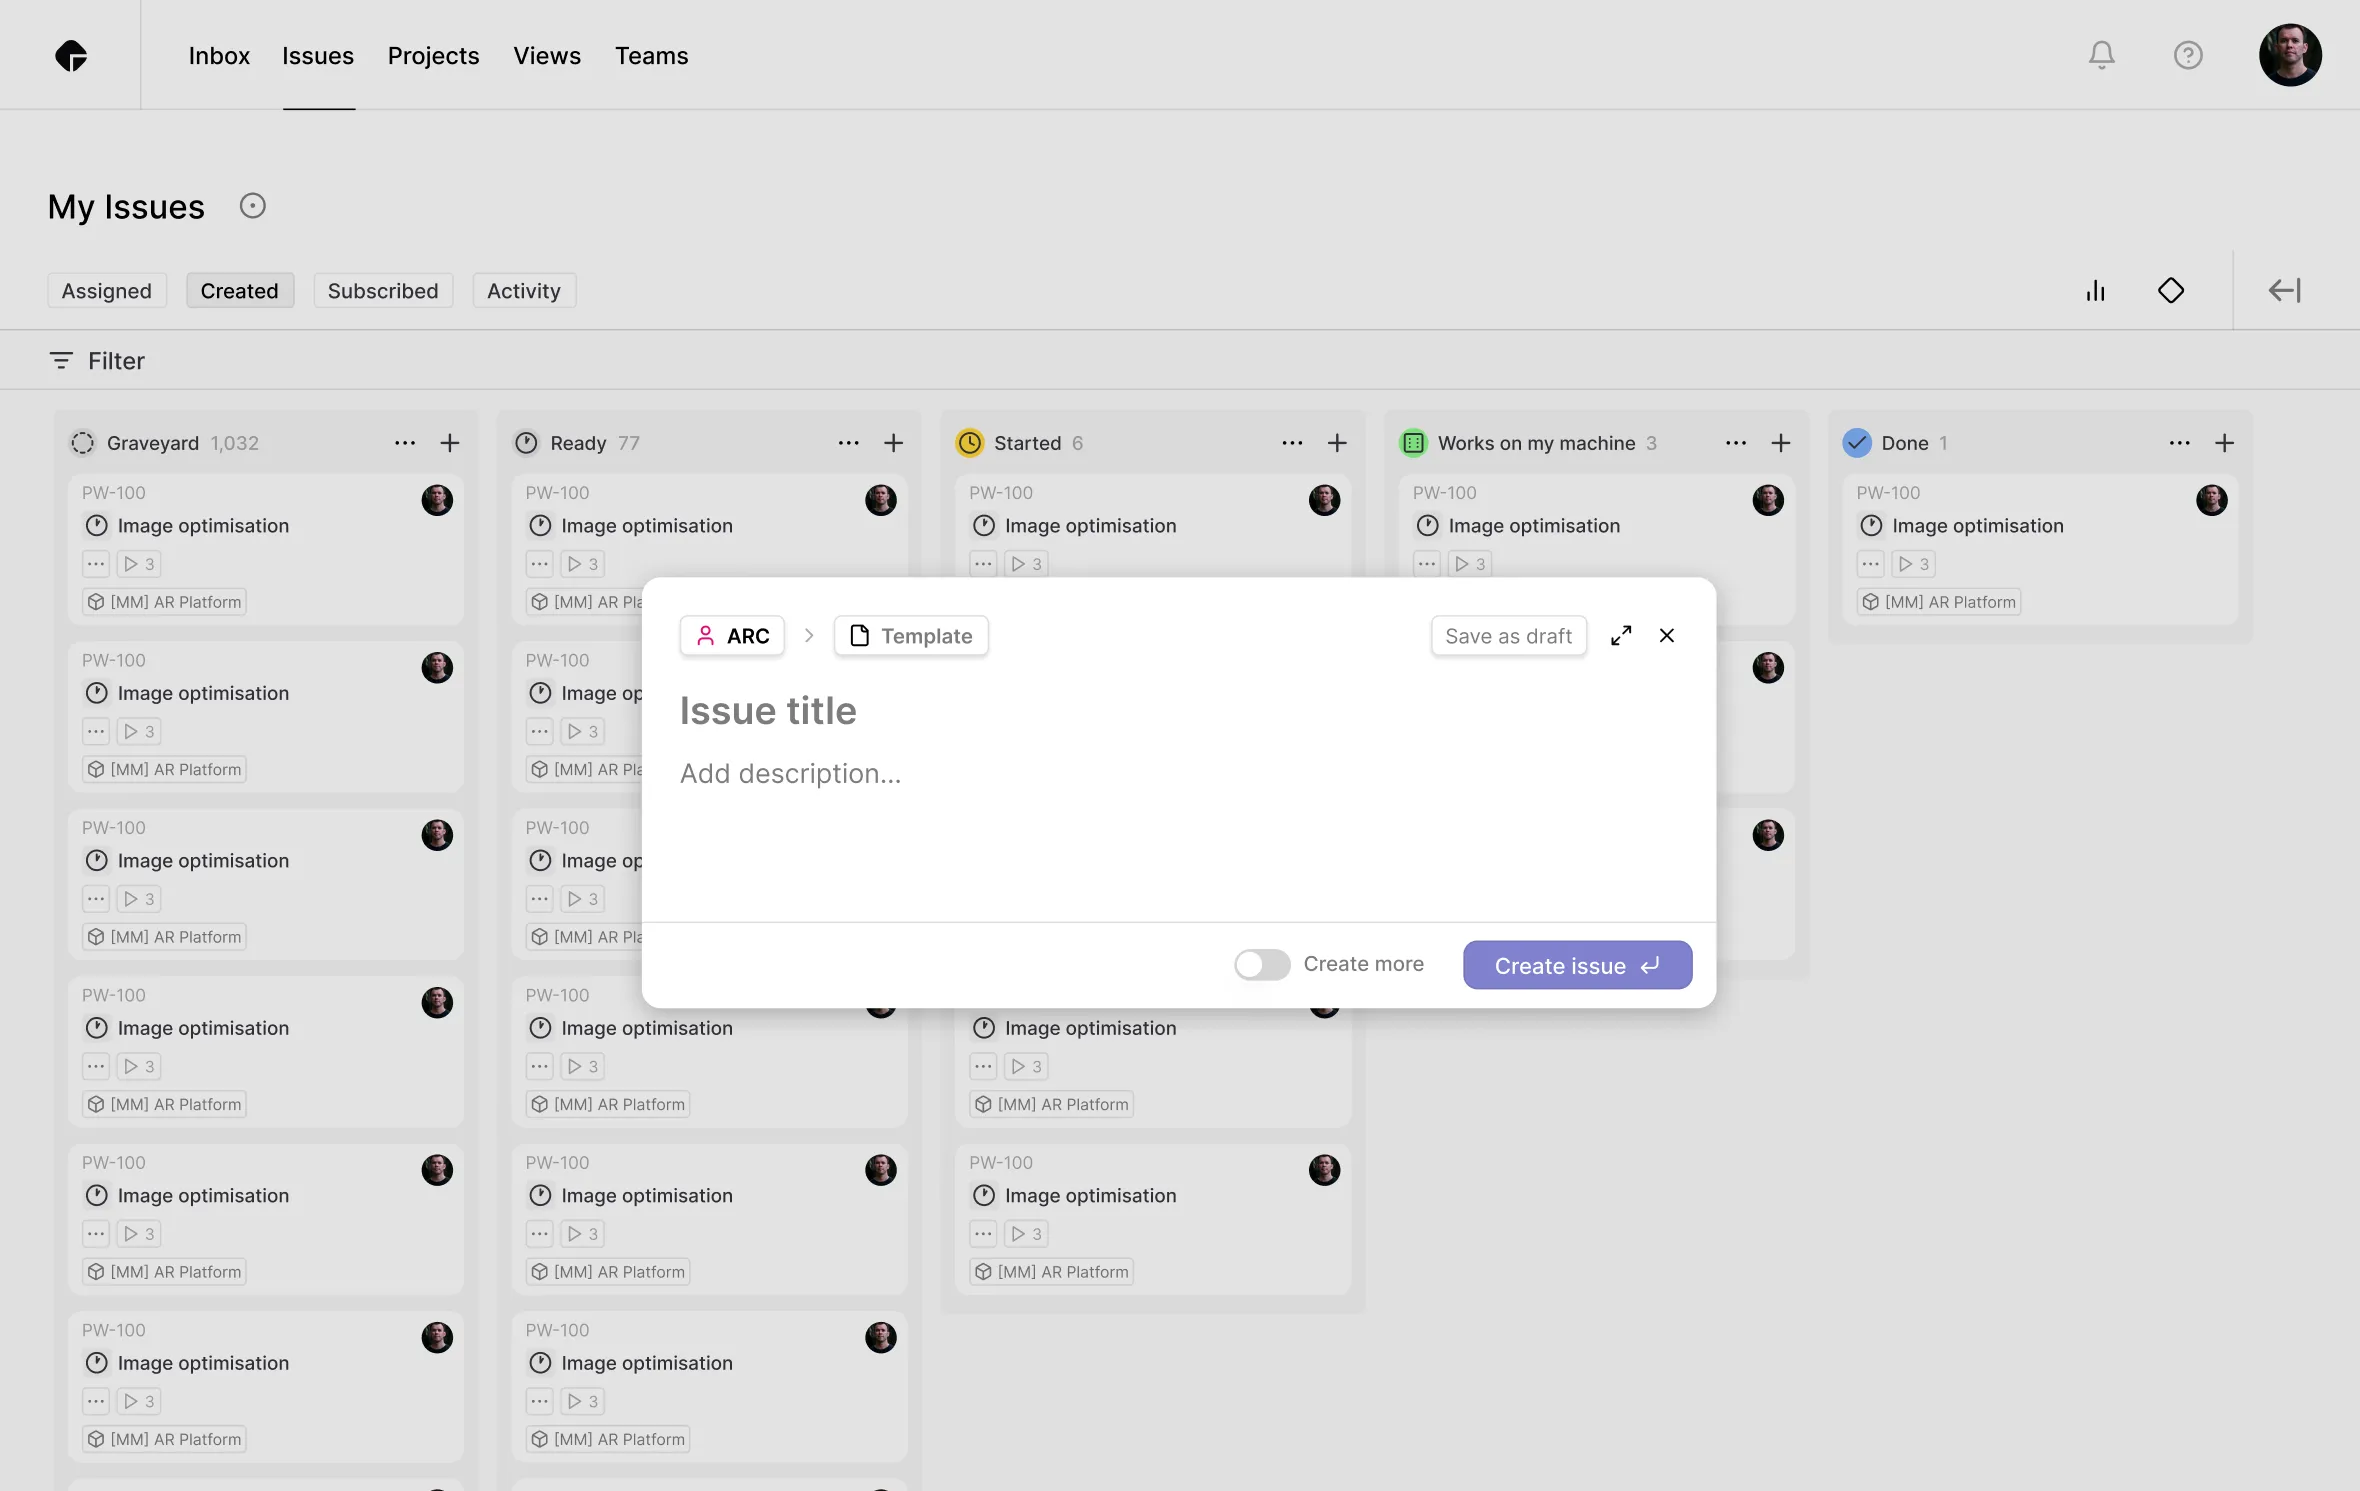 Inbox Issues Projects Views Teams
My Issues
Assigned Created Subscribed Activity
Filter
Graveyard 1,032
PW-100
Image optimisation
3
[MM] AR Platform
PW-100
Image optimisation
3
[MM] AR Platform
PW-100
Image optimisation
3
[MM] AR Platform
PW-100
Image optimisation
3
[MM] AR Platform
PW-100
Image optimisation
3
[MM] AR Platform
PW-100
Image optimisation
3
[MM] AR Platform
Ready 77
PW-100
Image optimisation
3
[MM] AR Pla
PW-100
Image op
3
[MM] AR Pla
PW-100
Image op
3
[MM] AR Pla
PW-100
Image optimisation
3
[MM] AR Platform
PW-100
Image optimisation
3
[MM] AR Platform
PW-100
Image optimisation
3
[MM] AR Platform
Started 6
PW-100
Image optimisation
3
Image optimisation
3
[MM] AR Platform
PW-100
Image optimisation
3
[MM] AR Platform
Works on my machine 3
PW-100
Image optimisation
3
Done 1
PW-100
Image optimisation
3
[MM] AR Platform
ARC Template Save as draft
Issue title
Add description...
Create more Create issue